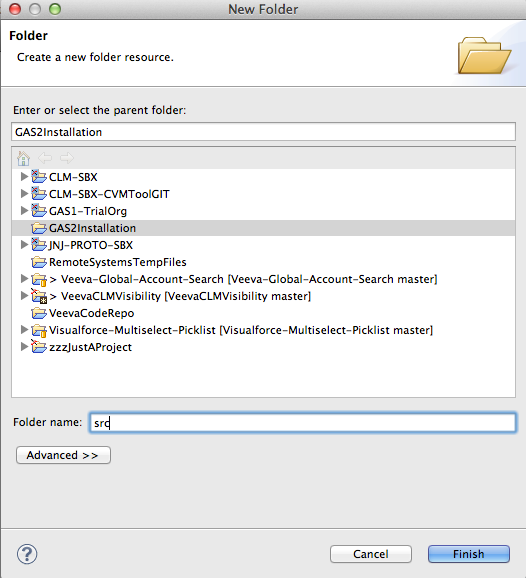 New Folder
Folder
Create a new folder resource.
Enter or select the parent folder:
GAS2Installation
CLM-SBX
CLM-SBX-CVMToolGIT
GAS1-TrialOrg
GAS2Installation
JNJ-PROTO-SBX
RemoteSystemsTempFiles
> Veeva-Global-Account-Search [Veeva-Global-Account-Search master]
> VeevaCLMVisibility [VeevaCLMVisibility master]
VeevaCodeRepo
Visualforce-Multiselect-Picklist [Visualforce-Multiselect-Picklist master]
zzzJustAProject
Folder name: src
Advanced >>
? Cancel Finish